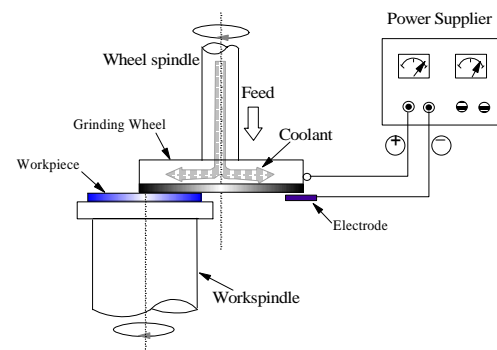 Power Supplier
Wheel spindle
Feed
Grinding Wheel
Coolant
+
−
Workpiece
Electrode
Workspindle